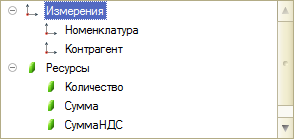 Измерения
Номенклатура
Контрагент
Ресурсы
Количество
Сумма
СуммаНДС